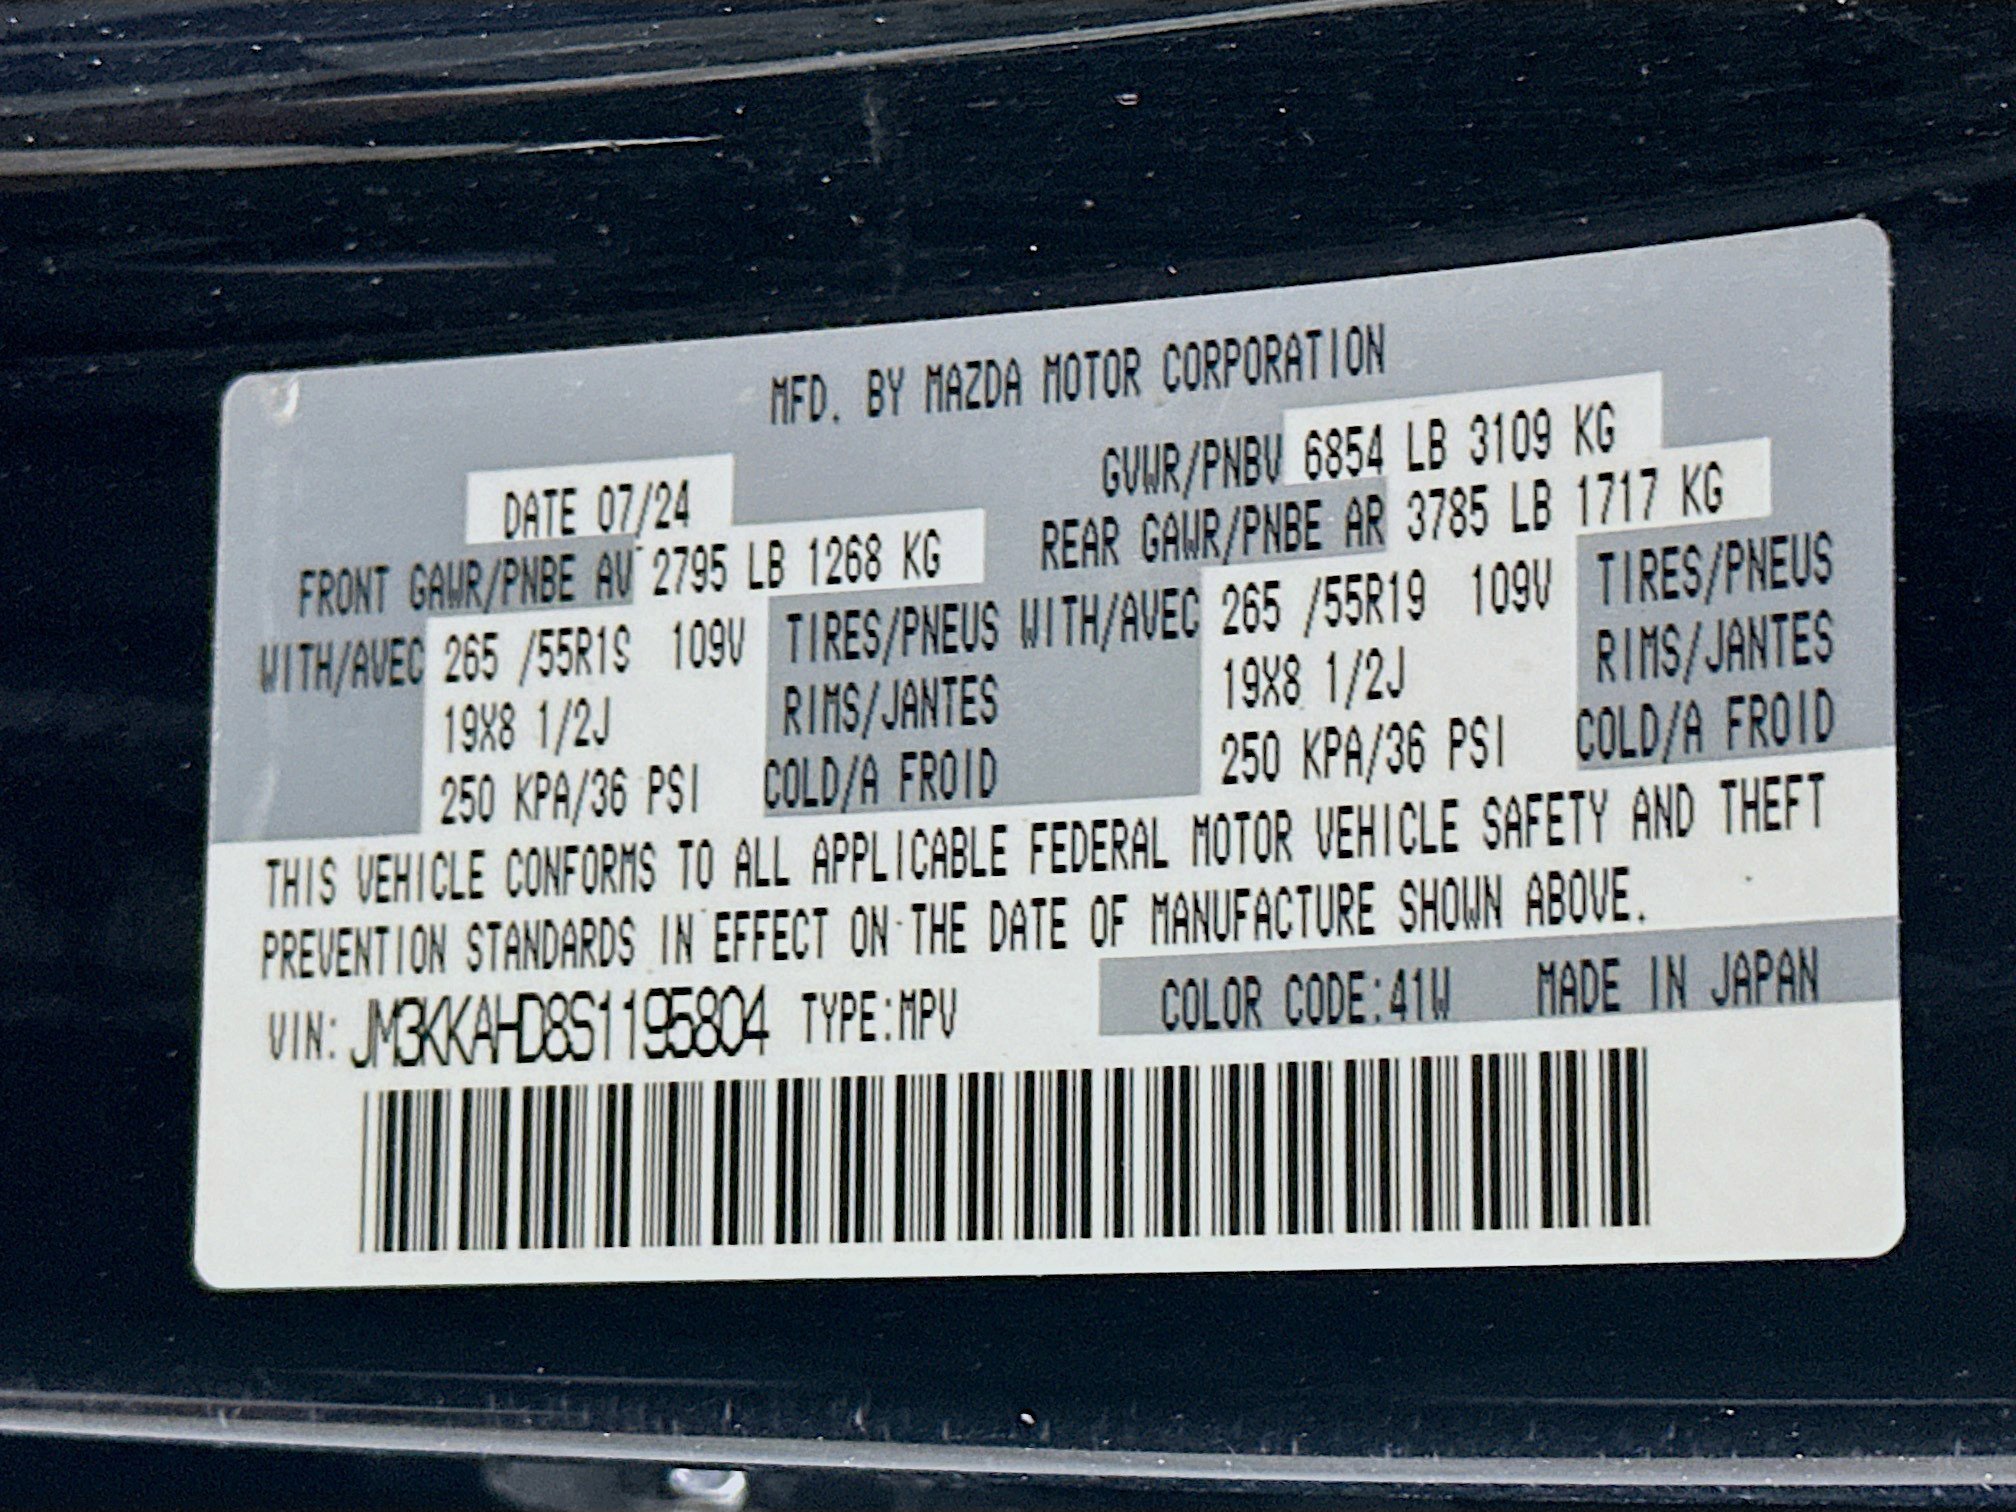 MFD. BY MAZDA MOTOR CORPORATION
GVWR/PNBV 6854 LB 3109 KG
DATE 07/24
FRONT GAWR/PNBE AV 2795 LB 1268 KG REAR GAWR/PNBE AR 3785 LB 1717 KG
WITH/AVEC 265 /55R19 109V TIRES/PNEUS WITH/AVEC 265 /55R19 109V TIRES/PNEUS
19X8 1/2J RIMS/JANTES 19X8 1/2J RIMS/JANTES
250 KPA/36 PSI COLD/A FROID 250 KPA/36 PSI COLD/A FROID
THIS VEHICLE CONFORMS TO ALL APPLICABLE FEDERAL MOTOR VEHICLE SAFETY AND THEFT
PREVENTION STANDARDS IN EFFECT ON THE DATE OF MANUFACTURE SHOWN ABOVE.
VIN: JM3KKAHD8S1195804 TYPE:MPV COLOR CODE:41W MADE IN JAPAN